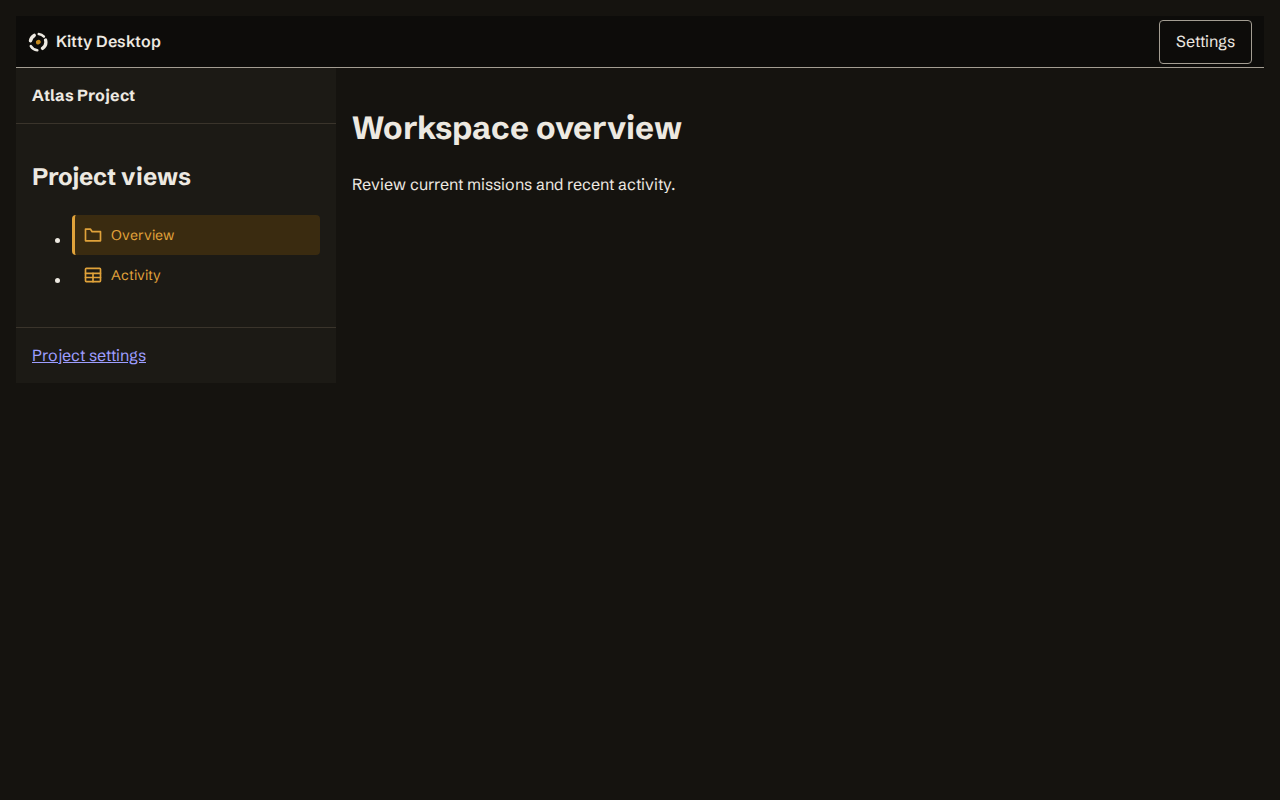 Kitty Desktop
Settings
Atlas Project
Project views
Overview
Activity
Project settings
Workspace overview
Review current missions and recent activity.